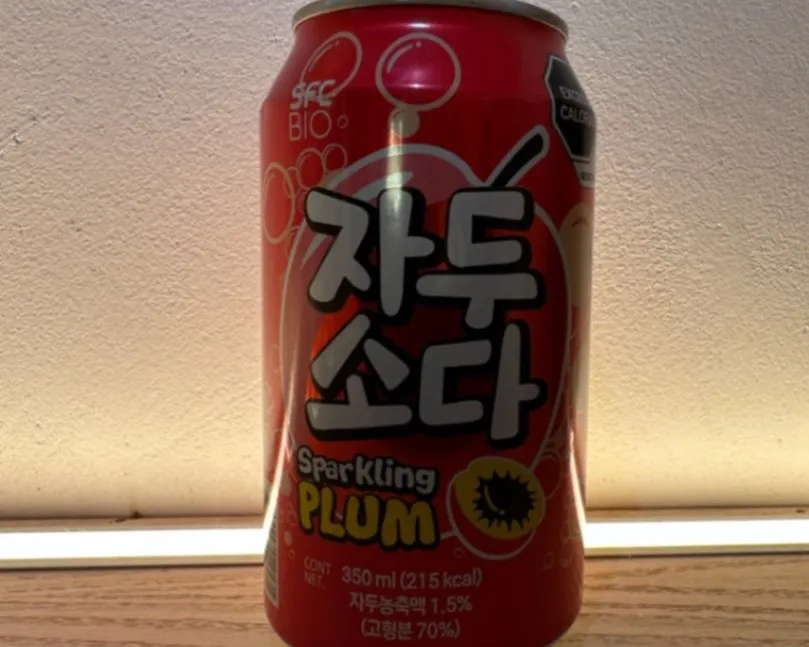 SFC
BIO
자두
소다
Sparkling
PLUM
CONT
NET.
350 ml (215 kcal)
자두농축액 1.5%
(고형분 70%)